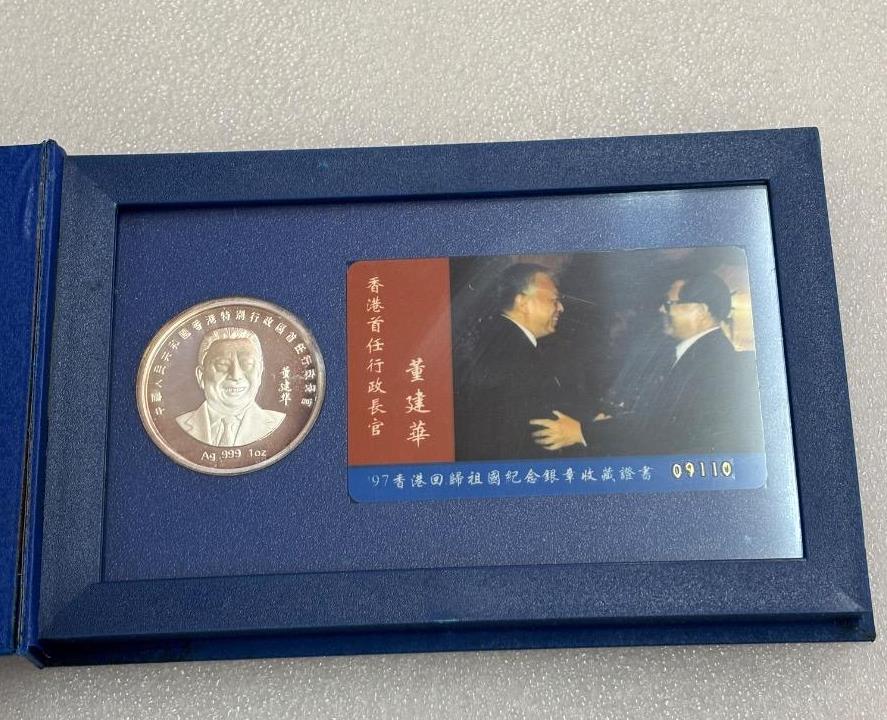 中華人民共和國香港特別行政區首任行政長官
董建华
Ag .999 1oz
香港首任行政長官
董建華
'97香港回歸祖國紀念銀章收藏證書 09110